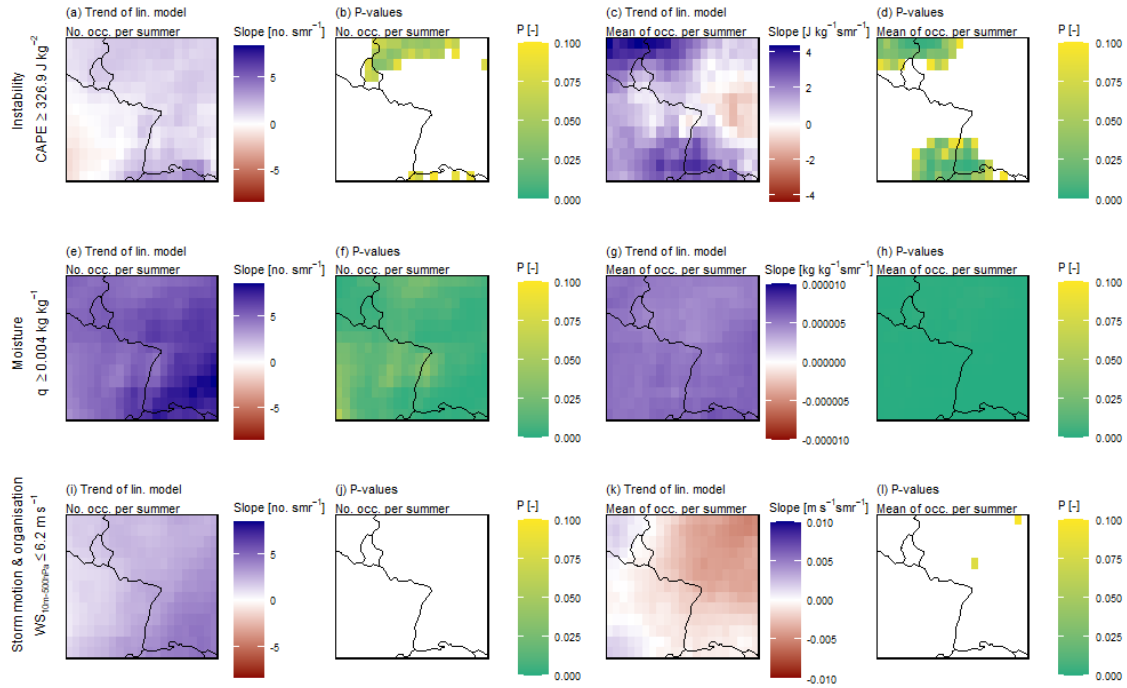 Instability
CAPE ≥ 326.9 J kg⁻²
(a) Trend of lin. model
No. occ. per summer
Slope [no. smr⁻¹]
5
0
-5
(b) P-values
No. occ. per summer
P [-]
0.100
0.075
0.050
0.025
0.000
(c) Trend of lin. model
Mean of occ. per summer
Slope [J kg⁻¹smr⁻¹]
4
2
0
-2
-4
(d) P-values
Mean of occ. per summer
P [-]
0.100
0.075
0.050
0.025
0.000
Moisture
q ≥ 0.004 kg kg⁻¹
(e) Trend of lin. model
No. occ. per summer
Slope [no. smr⁻¹]
5
0
-5
(f) P-values
No. occ. per summer
P [-]
0.100
0.075
0.050
0.025
0.000
(g) Trend of lin. model
Mean of occ. per summer
Slope [kg kg⁻¹smr⁻¹]
0.000010
0.000005
0.000000
-0.000005
-0.000010
(h) P-values
Mean of occ. per summer
P [-]
0.100
0.075
0.050
0.025
0.000
Storm motion & organisation
WS₁₀ₘ₋₅₀₀ₕPₐ ≤ 6.2 m s⁻¹
(i) Trend of lin. model
No. occ. per summer
Slope [no. smr⁻¹]
5
0
-5
(j) P-values
No. occ. per summer
P [-]
0.100
0.075
0.050
0.025
0.000
(k) Trend of lin. model
Mean of occ. per summer
Slope [m s⁻¹smr⁻¹]
0.010
0.005
0.000
-0.005
-0.010
(l) P-values
Mean of occ. per summer
P [-]
0.100
0.075
0.050
0.025
0.000